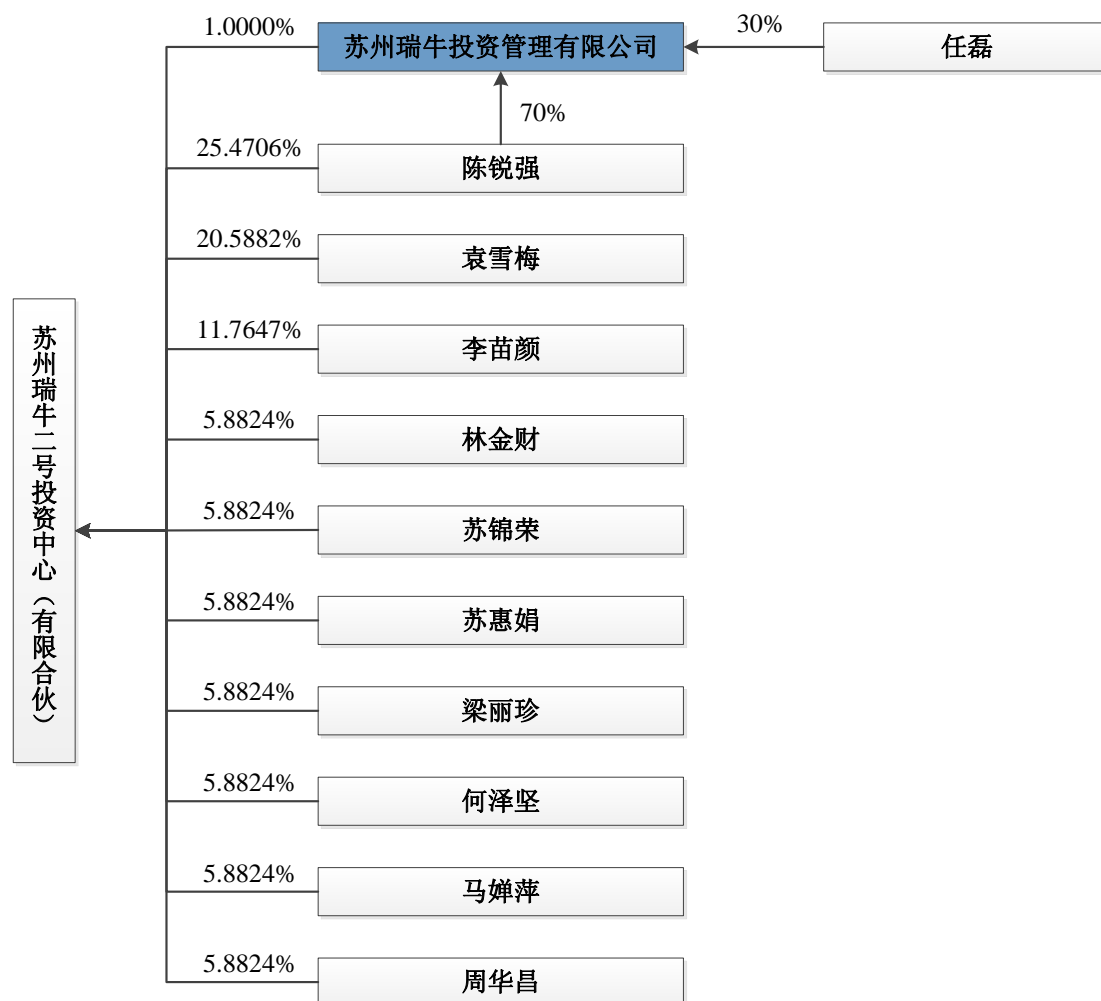 1.0000%
苏州瑞牛投资管理有限公司
30%
任磊
70%
25.4706%
陈锐强
20.5882%
袁雪梅
11.7647%
李苗颜
5.8824%
林金财
苏州瑞牛二号投资中心（有限合伙）
5.8824%
苏锦荣
5.8824%
苏惠娟
5.8824%
梁丽珍
5.8824%
何泽坚
5.8824%
马婵萍
5.8824%
周华昌